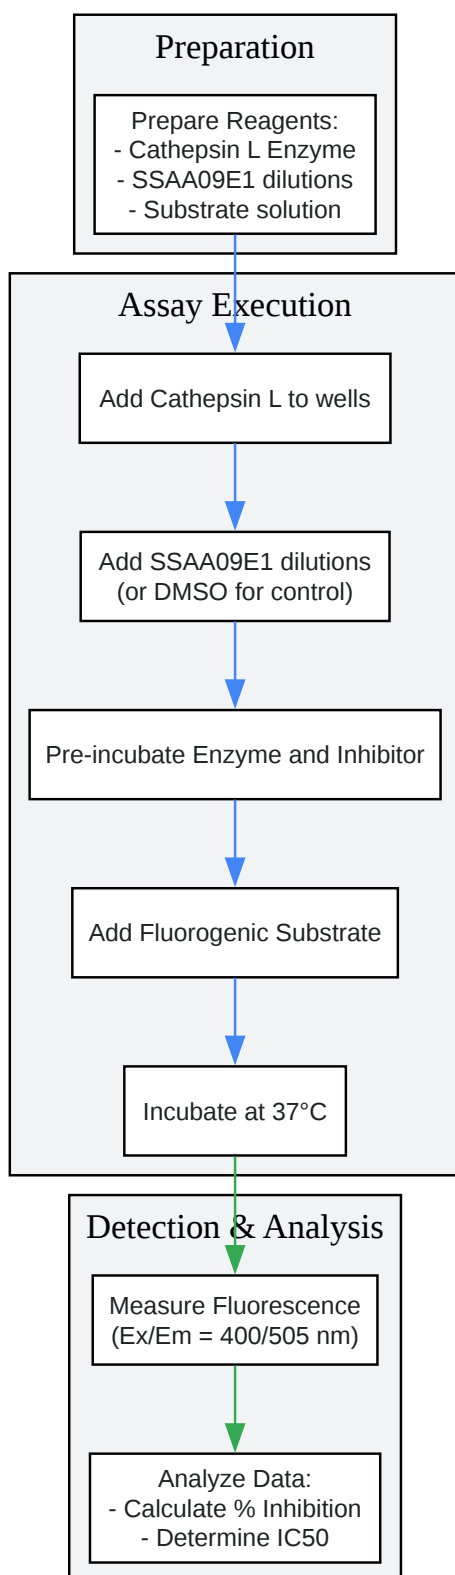 Preparation
Prepare Reagents:
- Cathepsin L Enzyme
- SSAA09E1 dilutions
- Substrate solution
Assay Execution
Add Cathepsin L to wells
Add SSAA09E1 dilutions
(or DMSO for control)
Pre-incubate Enzyme and Inhibitor
Add Fluorogenic Substrate
Incubate at 37°C
Detection & Analysis
Measure Fluorescence
(Ex/Em = 400/505 nm)
Analyze Data:
- Calculate % Inhibition
- Determine IC50